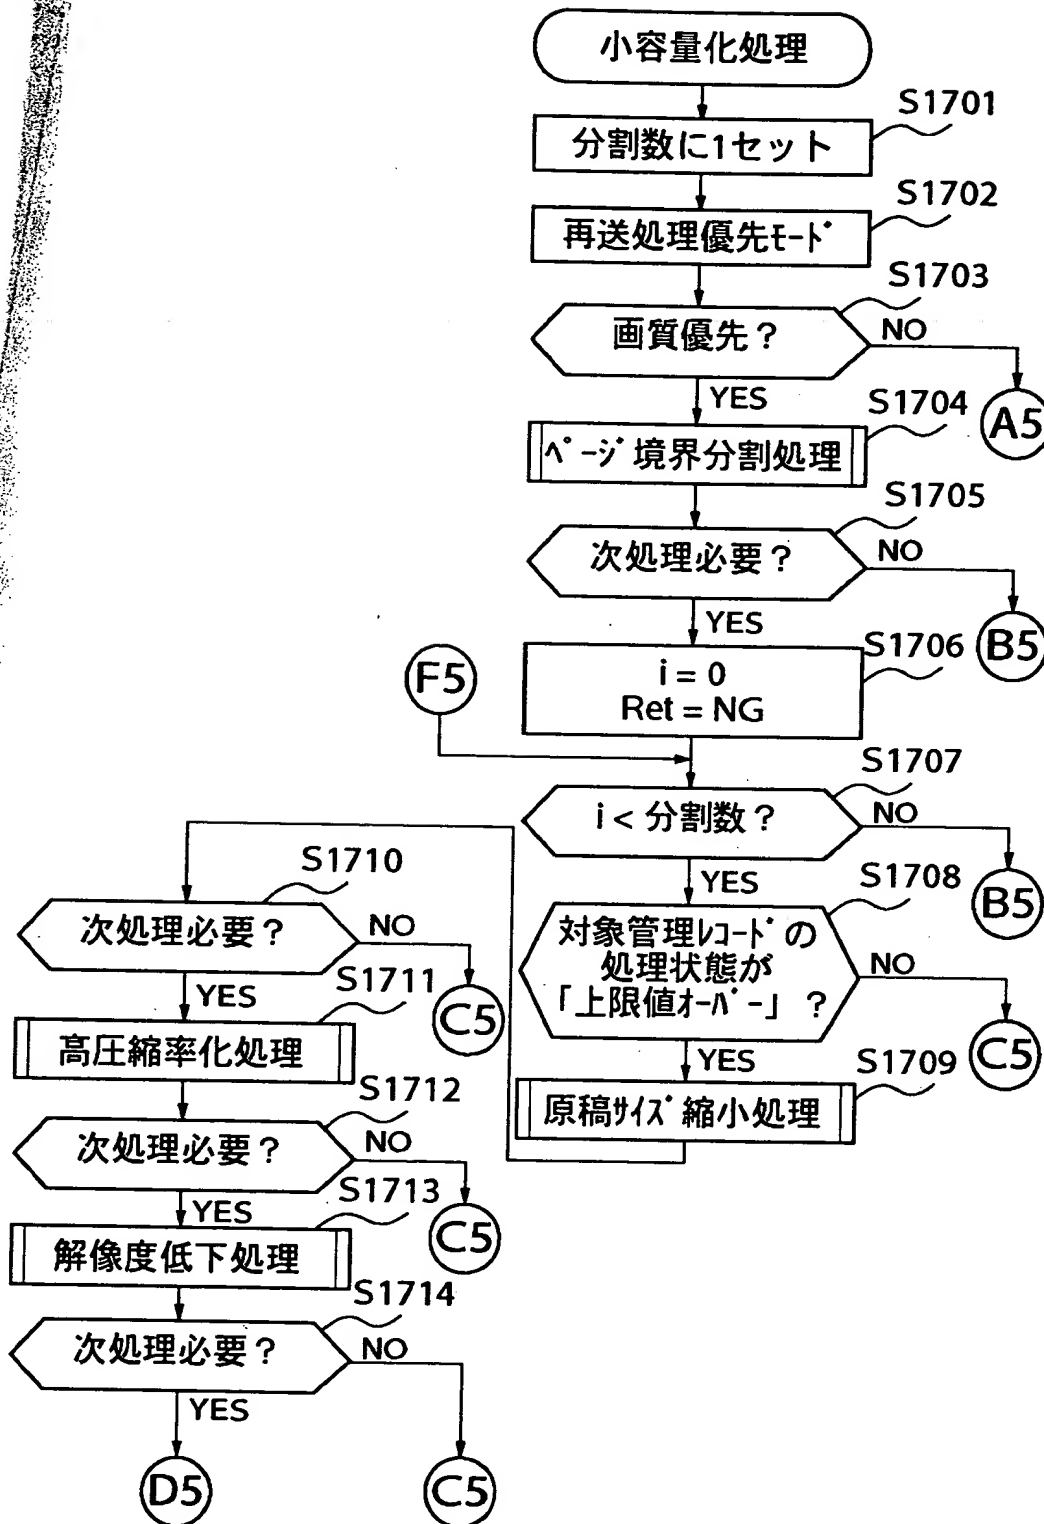 小容量化処理
S1701
分割数に1セット
S1702
再送処理優先ﾓｰﾄﾞ
S1703
画質優先？
NO
A5
YES
S1704
ﾍﾟｰｼﾞ境界分割処理
S1705
次処理必要？
NO
B5
YES
S1706
i = 0
Ret = NG
F5
S1707
i < 分割数？
NO
B5
YES
S1708
対象管理ﾚｺｰﾄﾞの
処理状態が
「上限値ｵｰﾊﾞｰ」？
NO
C5
YES
S1709
原稿ｻｲｽﾞ縮小処理
S1710
次処理必要？
NO
C5
YES
S1711
高圧縮率化処理
S1712
次処理必要？
NO
C5
YES
S1713
解像度低下処理
S1714
次処理必要？
NO
C5
YES
D5